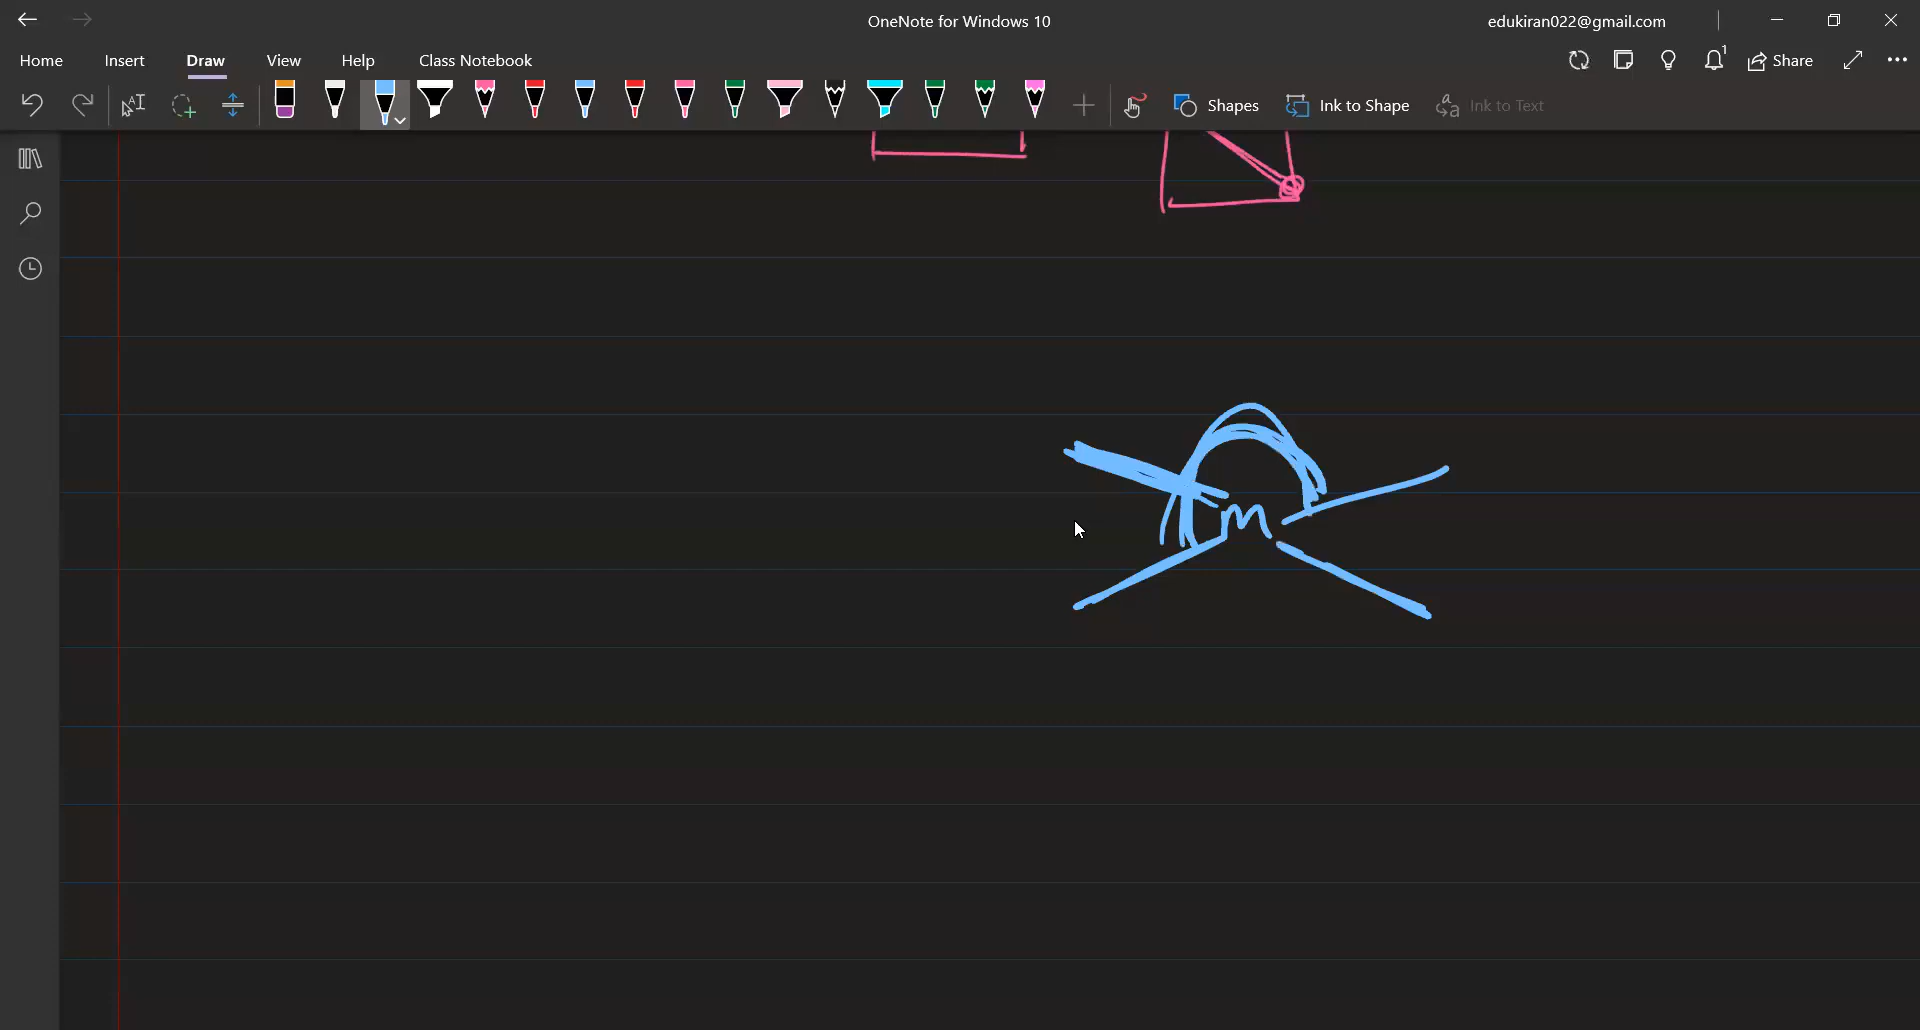 OneNote for Windows 10
edukiran022@gmail.com
Home Insert Draw View Help Class Notebook
1
Share
Shapes
Ink to Shape
Ink to Text
m